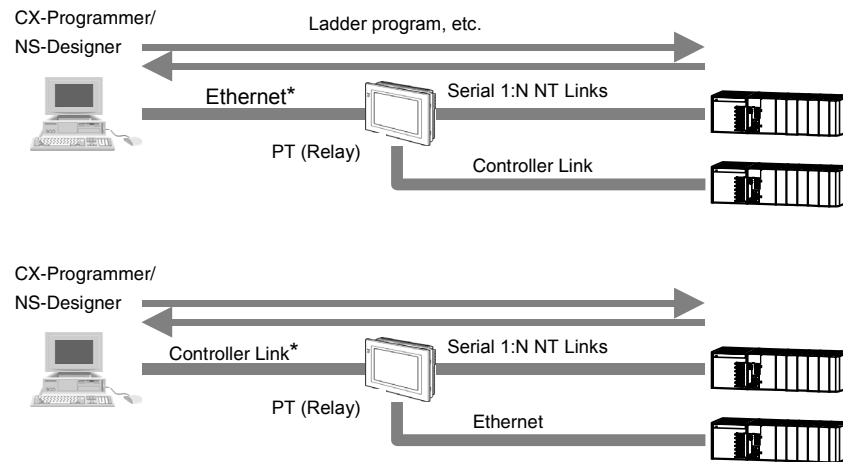 CX-Programmer/
NS-Designer
Ladder program, etc.
Ethernet*
Serial 1:N NT Links
PT (Relay)
Controller Link
CX-Programmer/
NS-Designer
Controller Link*
Serial 1:N NT Links
PT (Relay)
Ethernet